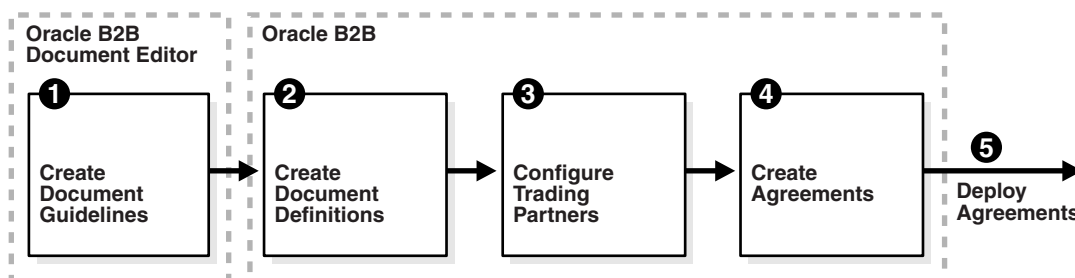 Oracle B2B
Document Editor
Oracle B2B
1
Create
Document
Guidelines
2
Create
Document
Definitions
3
Configure
Trading
Partners
4
Create
Agreements
5
Deploy
Agreements